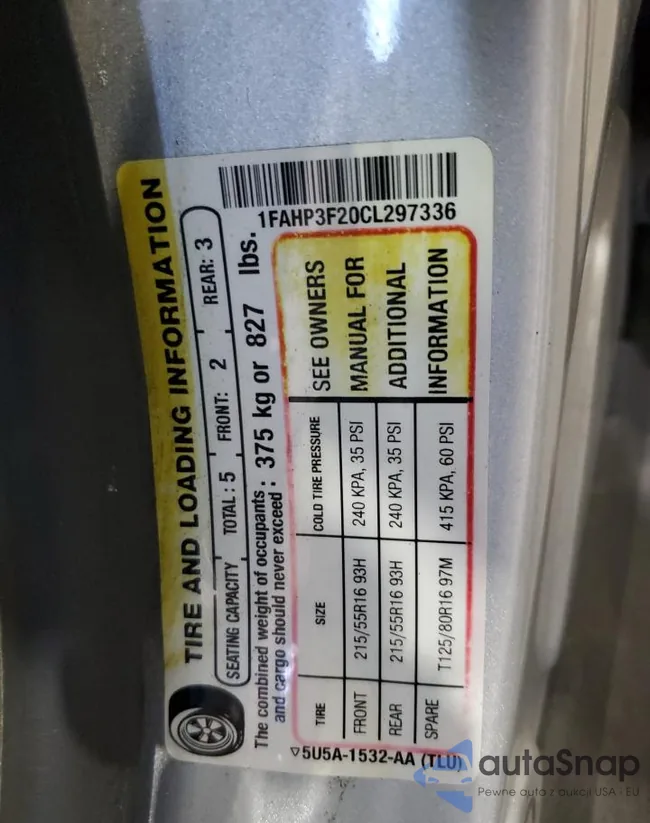 1FAHP3F20CL297336
TIRE AND LOADING INFORMATION
SEATING CAPACITY TOTAL: 5 FRONT: 2 REAR: 3
The combined weight of occupants and cargo should never exceed: 375 kg or 827 lbs.
TIRE SIZE COLD TIRE PRESSURE
FRONT 215/55R16 93H 240 KPA, 35 PSI
REAR 215/55R16 93H 240 KPA, 35 PSI
SPARE T125/80R16 97M 415 KPA, 60 PSI
SEE OWNERS
MANUAL FOR
ADDITIONAL
INFORMATION
5U5A-1532-AA (TLU)
autaSnap
Pewne auta z aukcji USA - EU